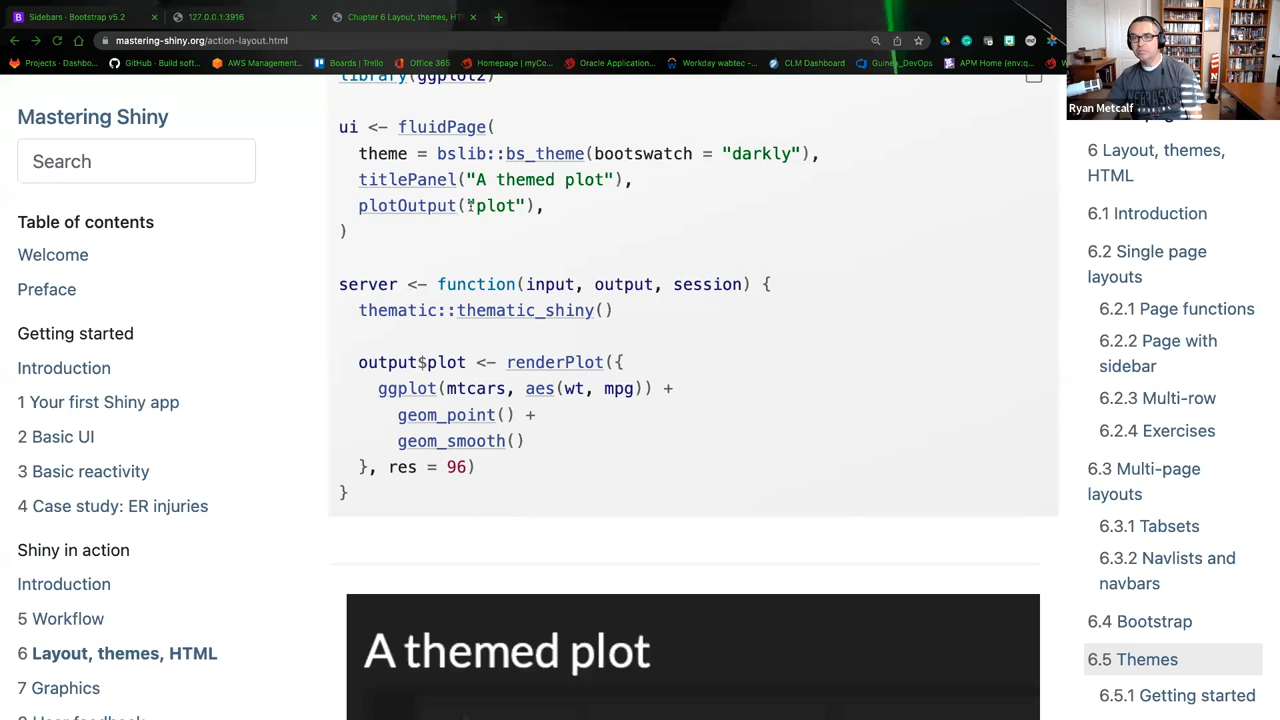 Sidebars - Bootstrap v5.2
127.0.0.1:3916
Chapter 6 Layout, themes, HT
mastering-shiny.org/action-layout.html
Projects - Dashbo...
GitHub - Build soft...
AWS Management...
Boards | Trello
Office 365
Homepage | myCo...
Oracle Application...
Workday wabtec -...
CLM Dashboard
Guinea_DevOps
APM Home (env:q...
Ryan Metcalf
Mastering Shiny
Search
Table of contents
Welcome
Preface
Getting started
Introduction
1 Your first Shiny app
2 Basic UI
3 Basic reactivity
4 Case study: ER injuries
Shiny in action
Introduction
5 Workflow
6 Layout, themes, HTML
7 Graphics
library(ggplot2)
ui <- fluidPage(
theme = bslib::bs_theme(bootswatch = "darkly"),
titlePanel("A themed plot"),
plotOutput("plot"),
)
server <- function(input, output, session) {
thematic::thematic_shiny()
output$plot <- renderPlot({
ggplot(mtcars, aes(wt, mpg)) +
geom_point() +
geom_smooth()
}, res = 96)
}
A themed plot
6 Layout, themes,
HTML
6.1 Introduction
6.2 Single page
layouts
6.2.1 Page functions
6.2.2 Page with
sidebar
6.2.3 Multi-row
6.2.4 Exercises
6.3 Multi-page
layouts
6.3.1 Tabsets
6.3.2 Navlists and
navbars
6.4 Bootstrap
6.5 Themes
6.5.1 Getting started